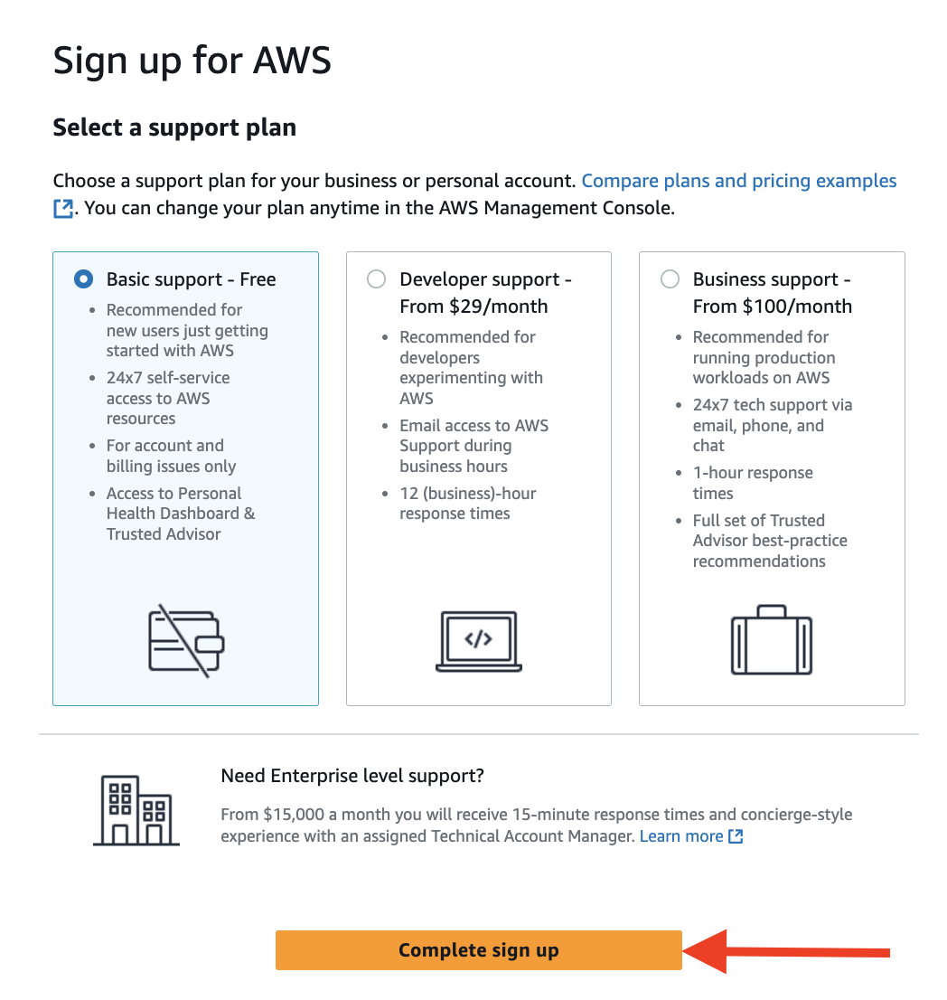 Sign up for AWS
Select a support plan
Choose a support plan for your business or personal account. Compare plans and pricing examples
. You can change your plan anytime in the AWS Management Console.
Basic support - Free
• Recommended for
new users just getting
started with AWS
• 24x7 self-service
access to AWS
resources
• For account and
billing issues only
• Access to Personal
Health Dashboard &
Trusted Advisor
Developer support -
From $29/month
• Recommended for
developers
experimenting with
AWS
• Email access to AWS
Support during
business hours
• 12 (business)-hour
response times
</>
Business support -
From $100/month
• Recommended for
running production
workloads on AWS
• 24x7 tech support via
email, phone, and
chat
• 1-hour response
times
• Full set of Trusted
Advisor best-practice
recommendations
Need Enterprise level support?
From $15,000 a month you will receive 15-minute response times and concierge-style
experience with an assigned Technical Account Manager. Learn more
Complete sign up